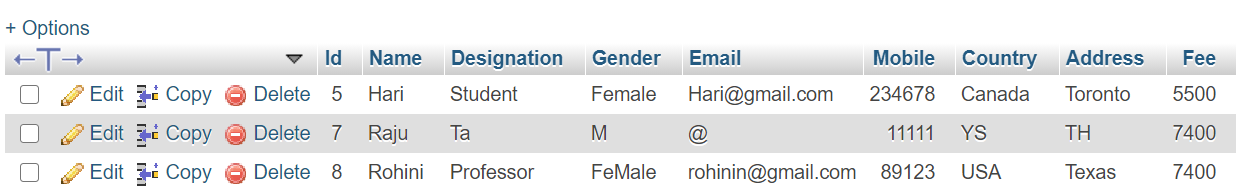 + Options
Id Name Designation Gender Email Mobile Country Address Fee
Edit Copy Delete 5 Hari Student Female Hari@gmail.com 234678 Canada Toronto 5500
Edit Copy Delete 7 Raju Ta M @ 11111 YS TH 7400
Edit Copy Delete 8 Rohini Professor FeMale rohinin@gmail.com 89123 USA Texas 7400